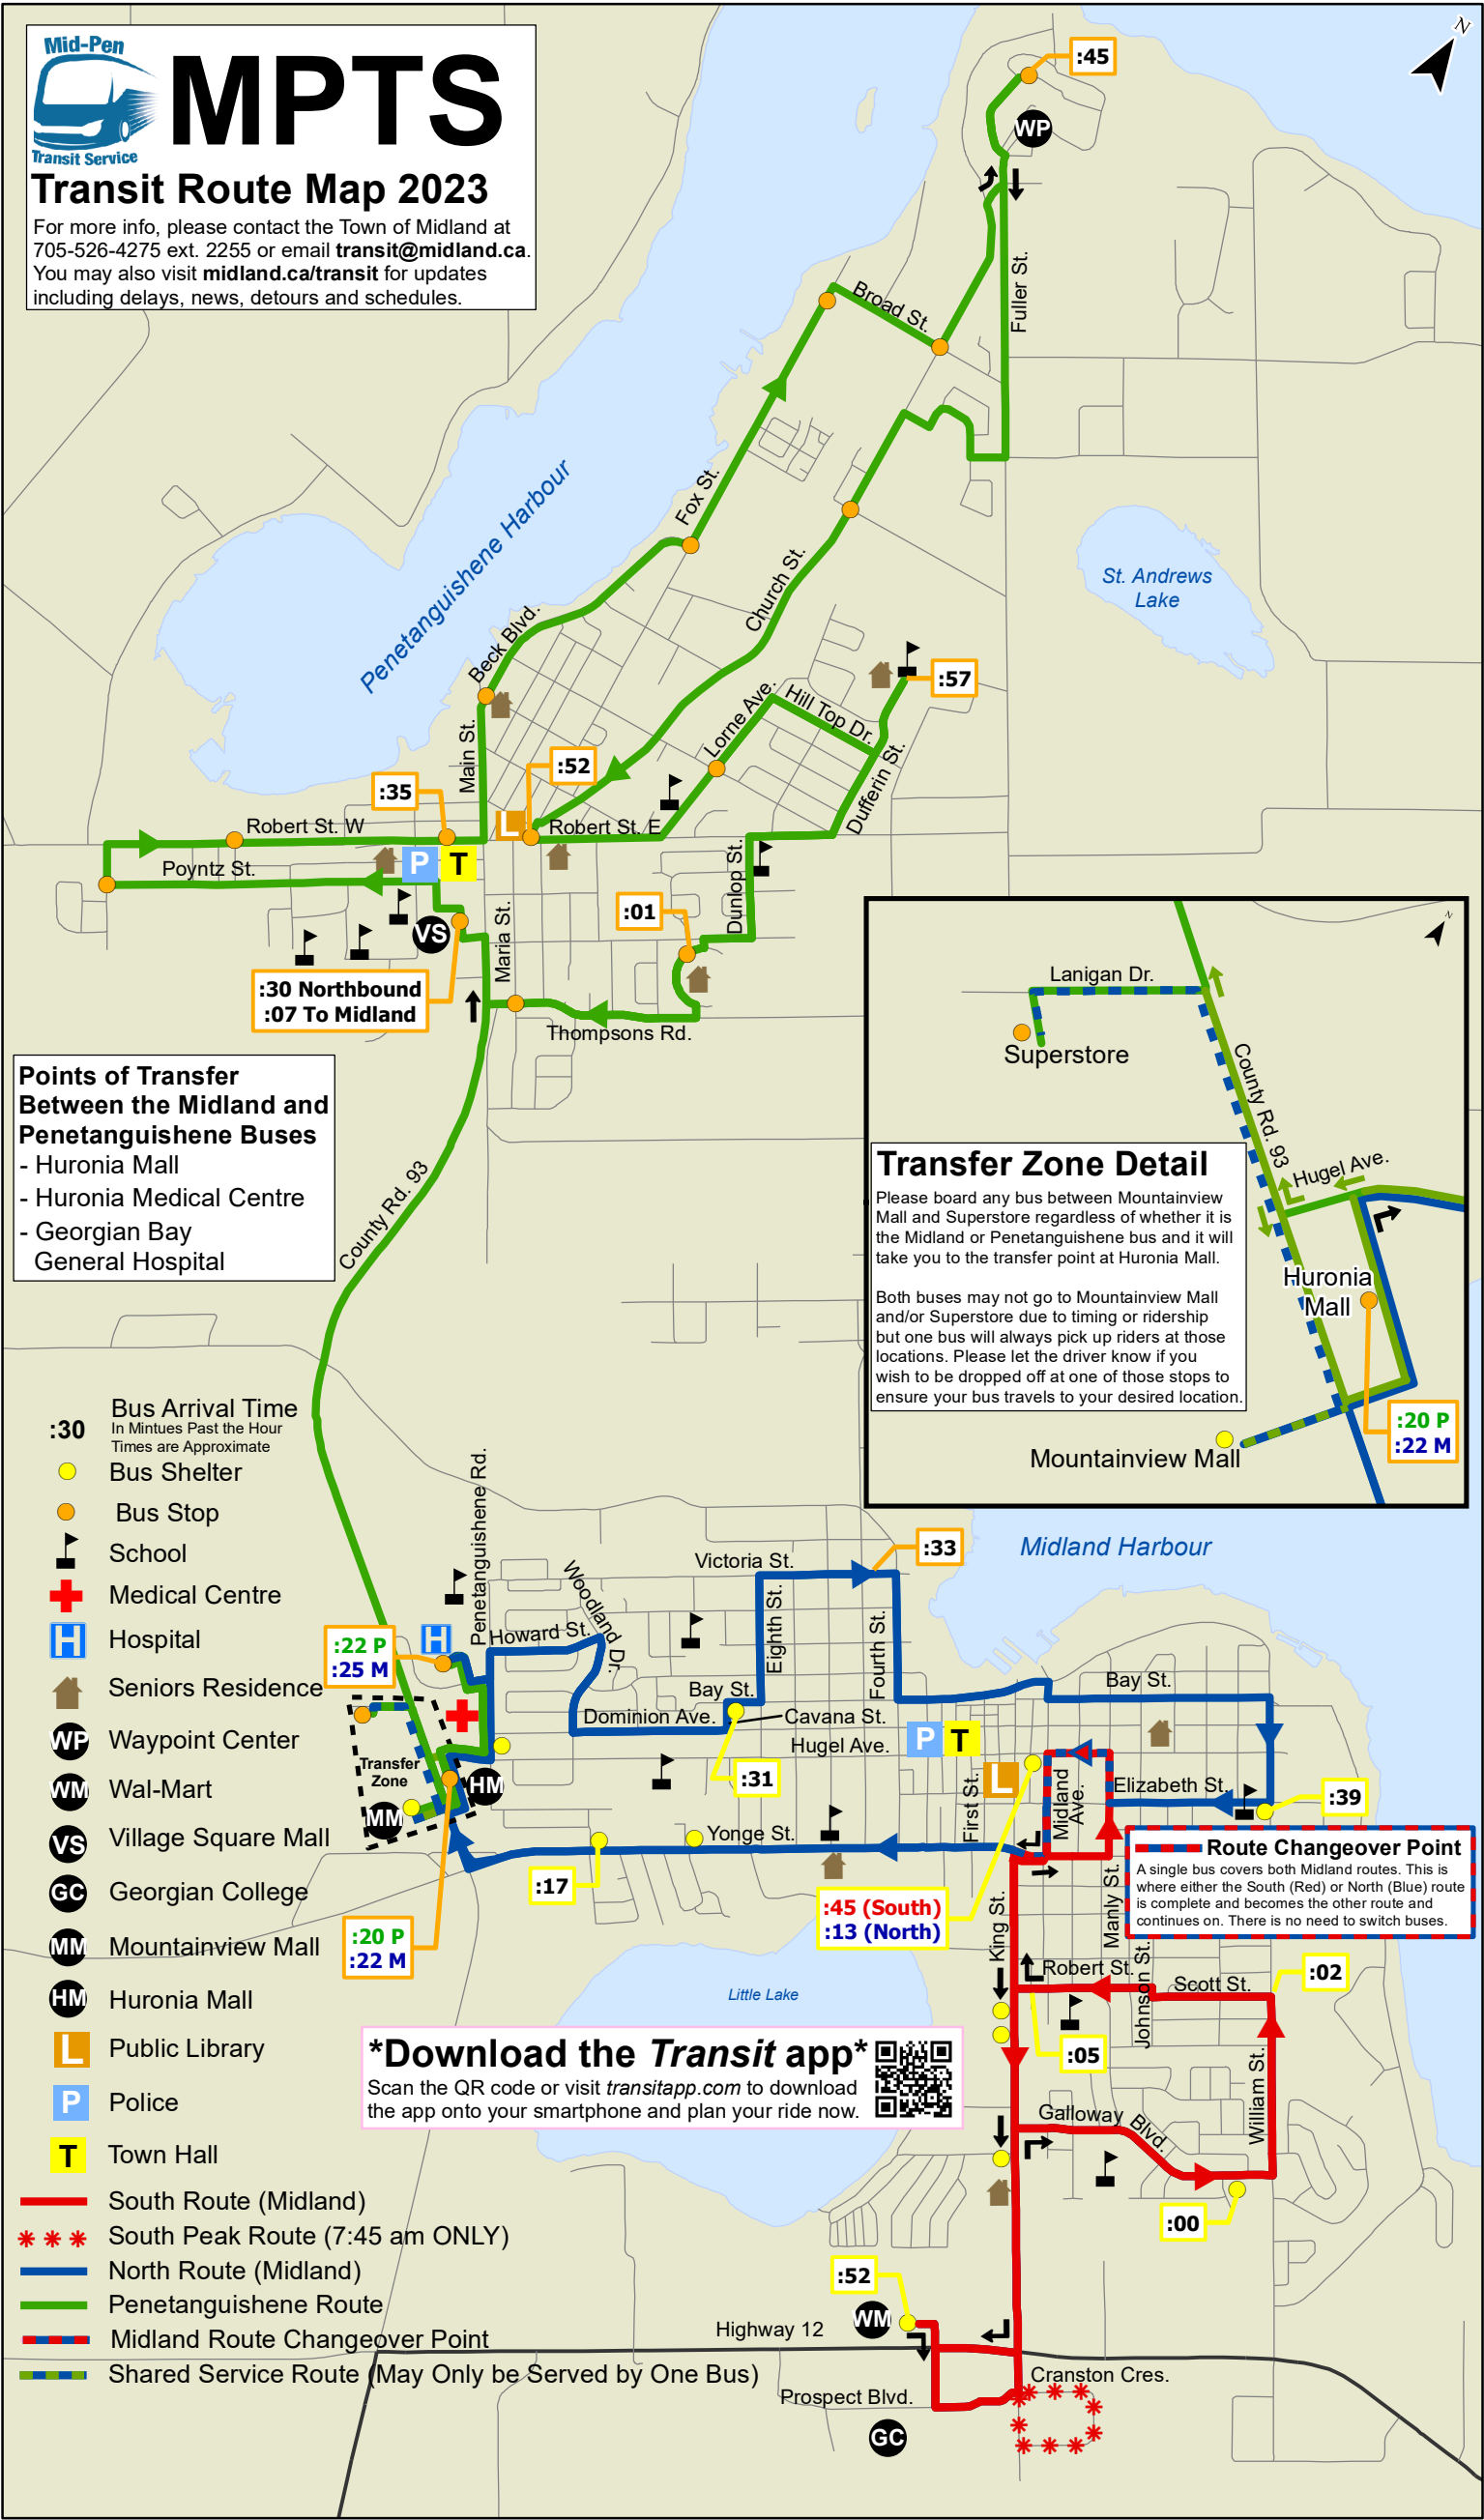 Mid-Pen
Transit Service
MPTS
Transit Route Map 2023
For more info, please contact the Town of Midland at
705-526-4275 ext. 2255 or email transit@midland.ca.
You may also visit midland.ca/transit for updates
including delays, news, detours and schedules.
N
:45
WP
Broad St.
Fuller St.
Fox St.
Penetanguishene Harbour
Church St.
St. Andrews
Lake
Beck Blvd.
:57
Lorne Ave.
Hill Top Dr.
Main St.
Dufferin St.
:52
:35
L
Robert St. W
Robert St. E
P
T
Poyntz St.
Dunlop St.
:01
Maria St.
VS
:30 Northbound
:07 To Midland
Thompsons Rd.
Points of Transfer
Between the Midland and
Penetanguishene Buses
- Huronia Mall
- Huronia Medical Centre
- Georgian Bay
General Hospital
County Rd. 93
N
Lanigan Dr.
Superstore
County Rd. 93
Hugel Ave.
Transfer Zone Detail
Please board any bus between Mountainview
Mall and Superstore regardless of whether it is
the Midland or Penetanguishene bus and it will
take you to the transfer point at Huronia Mall.
Both buses may not go to Mountainview Mall
and/or Superstore due to timing or ridership
but one bus will always pick up riders at those
locations. Please let the driver know if you
wish to be dropped off at one of those stops to
ensure your bus travels to your desired location.
Huronia
Mall
:20 P
:22 M
Mountainview Mall
:30
Bus Arrival Time
In Mintues Past the Hour
Times are Approximate
Bus Shelter
Bus Stop
School
Medical Centre
H
Hospital
Seniors Residence
WP
Waypoint Center
WM
Wal-Mart
VS
Village Square Mall
GC
Georgian College
MM
Mountainview Mall
HM
Huronia Mall
L
Public Library
P
Police
T
Town Hall
South Route (Midland)
South Peak Route (7:45 am ONLY)
North Route (Midland)
Penetanguishene Route
Midland Route Changeover Point
Shared Service Route (May Only be Served by One Bus)
Midland Harbour
:33
Victoria St.
Penetanguishene Rd.
Woodland Dr.
Howard St.
Eighth St.
Fourth St.
H
:22 P
:25 M
Bay St.
Bay St.
Dominion Ave.
Cavana St.
Hugel Ave.
P
T
Transfer
Zone
HM
MM
:31
L
First St.
Midland
Ave.
Elizabeth St.
:39
Yonge St.
:17
:45 (South)
:13 (North)
:20 P
:22 M
King St.
Manly St.
Route Changeover Point
A single bus covers both Midland routes. This is
where either the South (Red) or North (Blue) route
is complete and becomes the other route and
continues on. There is no need to switch buses.
Robert St.
Johnson St.
Scott St.
:02
Little Lake
:05
*Download the Transit app*
Scan the QR code or visit transitapp.com to download
the app onto your smartphone and plan your ride now.
William St.
Galloway Blvd.
:00
:52
WM
Highway 12
Cranston Cres.
Prospect Blvd.
GC